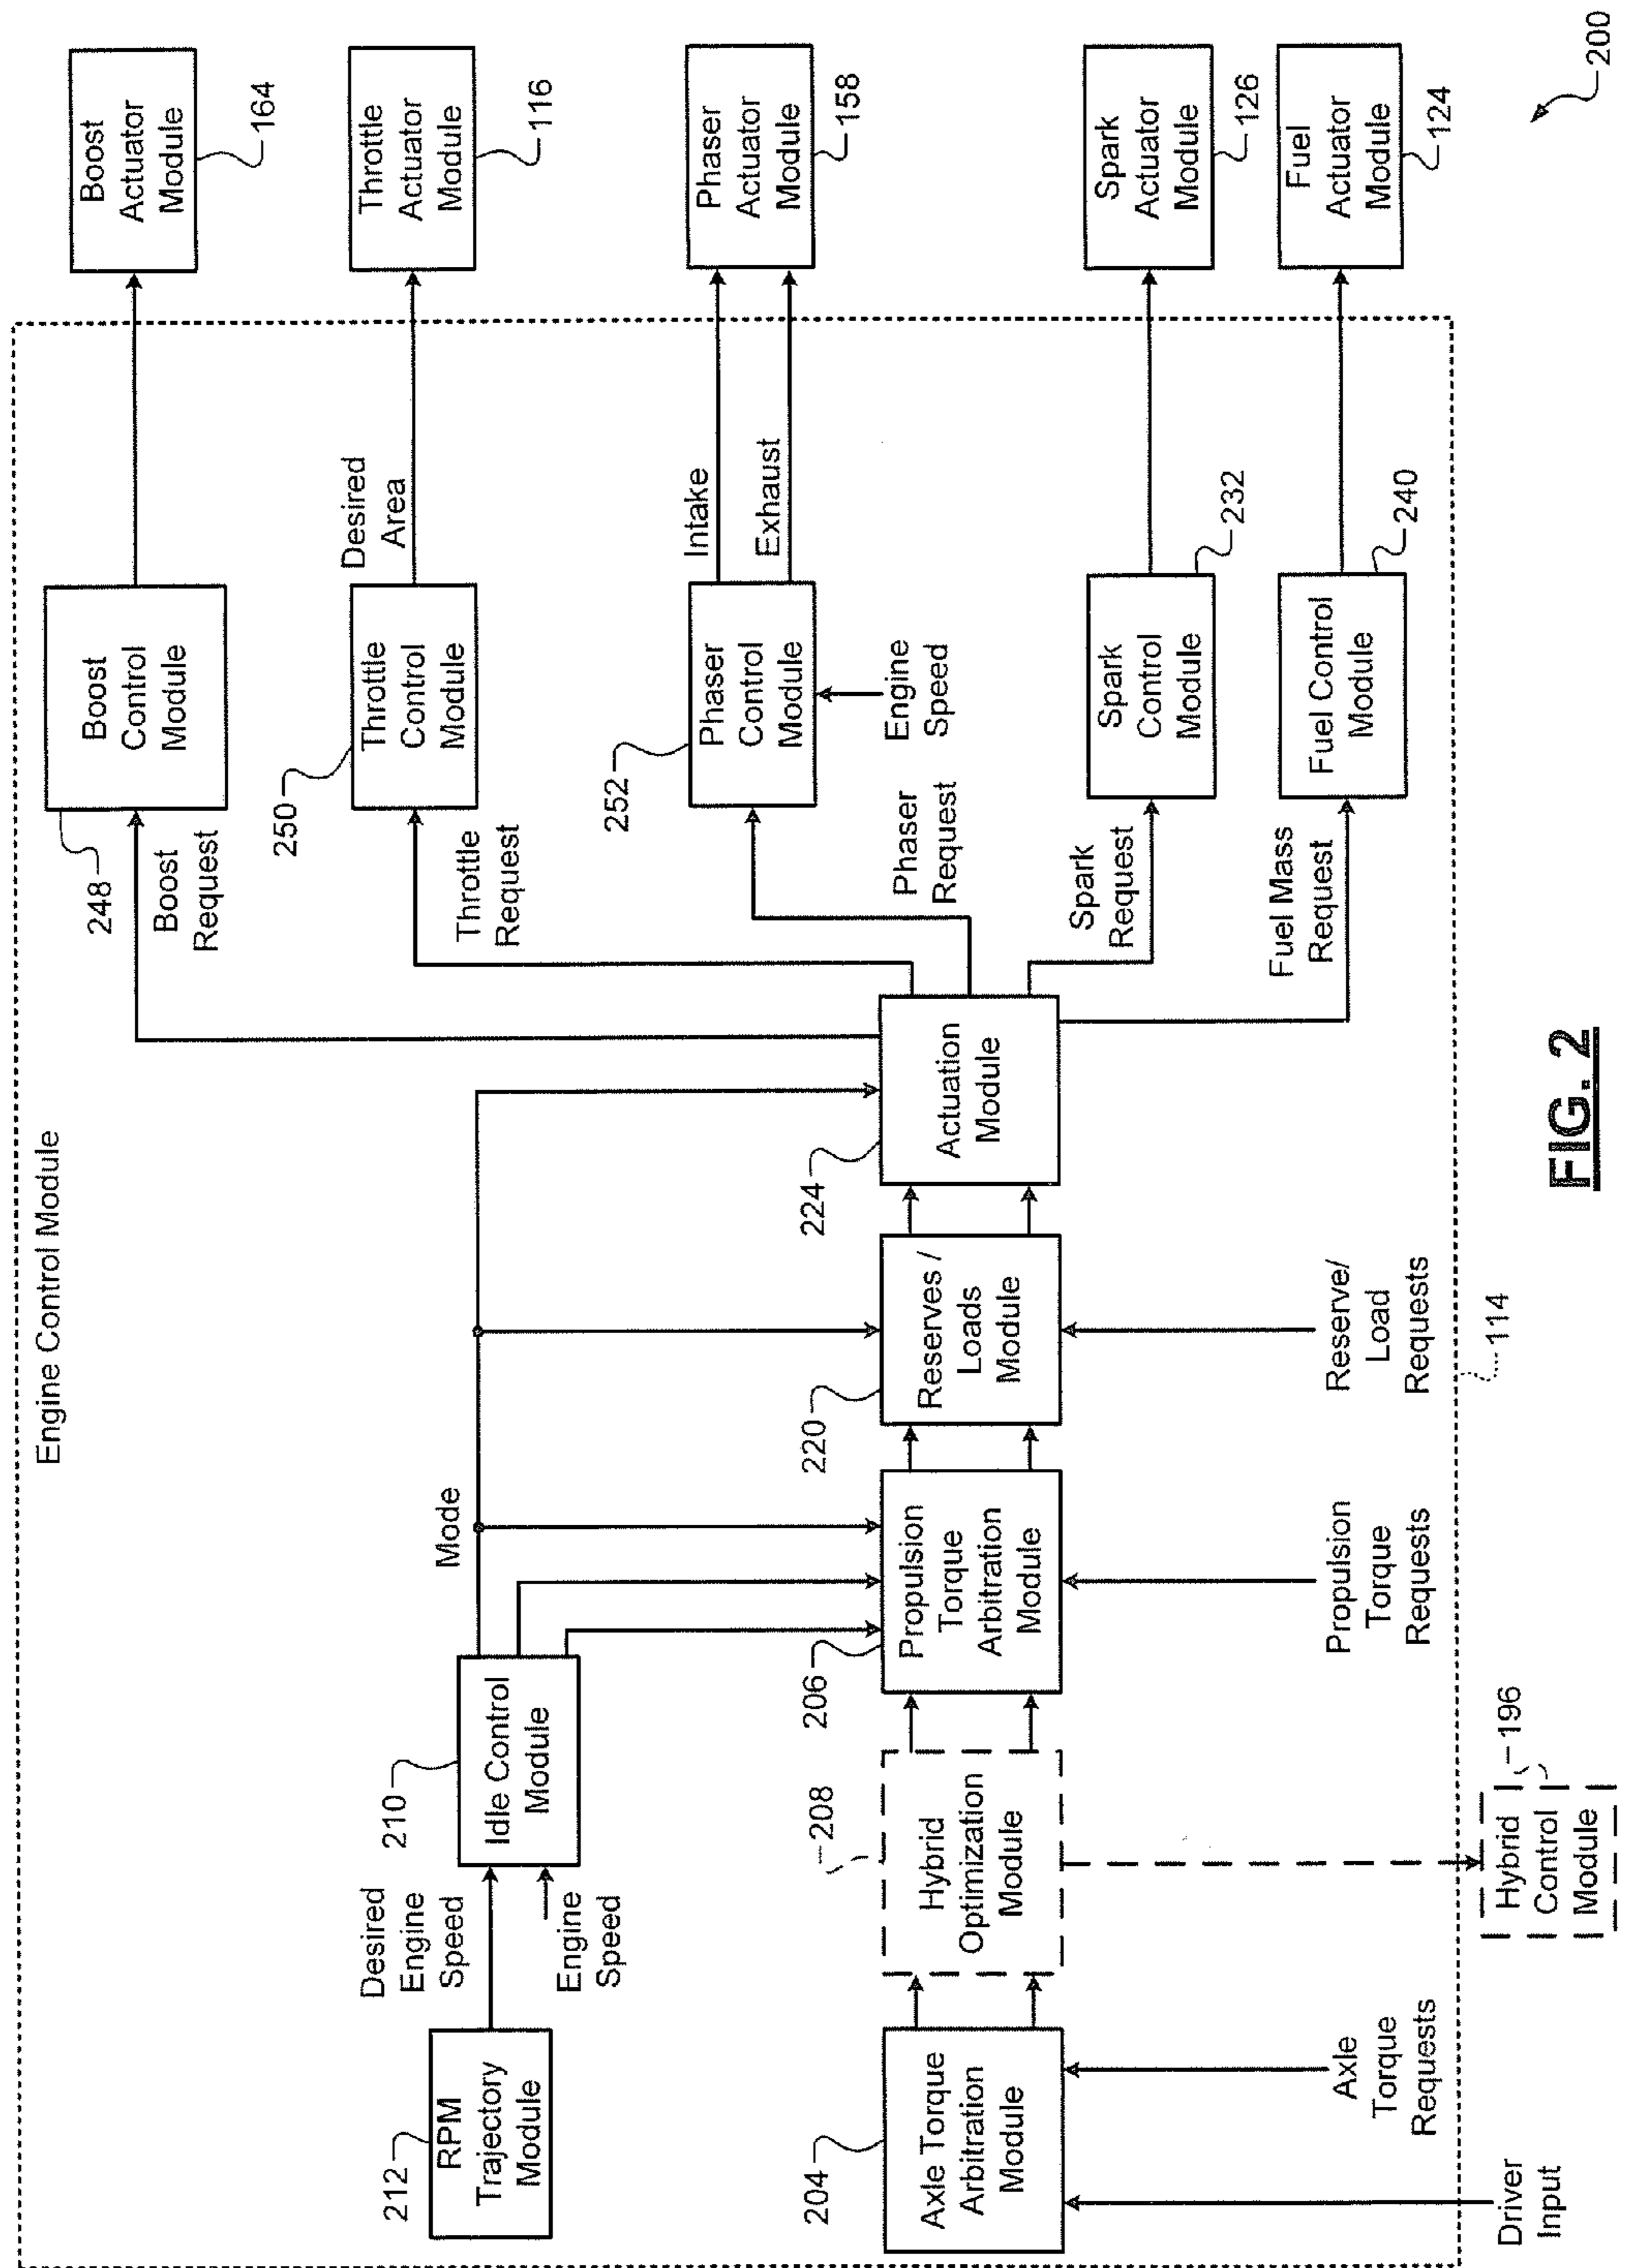 Engine Control Module
Boost
Actuator
Module
164
Boost
Control
Module
248
Boost
Request
Throttle
Actuator
Module
116
Desired
Area
Throttle
Control
Module
250
Throttle
Request
Phaser
Actuator
Module
158
Intake
Exhaust
Phaser
Control
Module
252
Engine
Speed
Phaser
Request
Spark
Actuator
Module
126
Spark
Control
Module
232
Spark
Request
Fuel
Actuator
Module
124
Fuel Control
Module
240
Fuel Mass
Request
Mode
RPM
Trajectory
Module
212
Desired
Engine
Speed
Engine
Speed
Idle Control
Module
210
Axle Torque
Arbitration
Module
204
Hybrid
Optimization
Module
208
Propulsion
Torque
Arbitration
Module
206
Reserves /
Loads
Module
220
Actuation
Module
224
Driver
Input
Axle
Torque
Requests
Hybrid
Control
Module
196
Propulsion
Torque
Requests
Reserve/
Load
Requests
114
200
FIG. 2